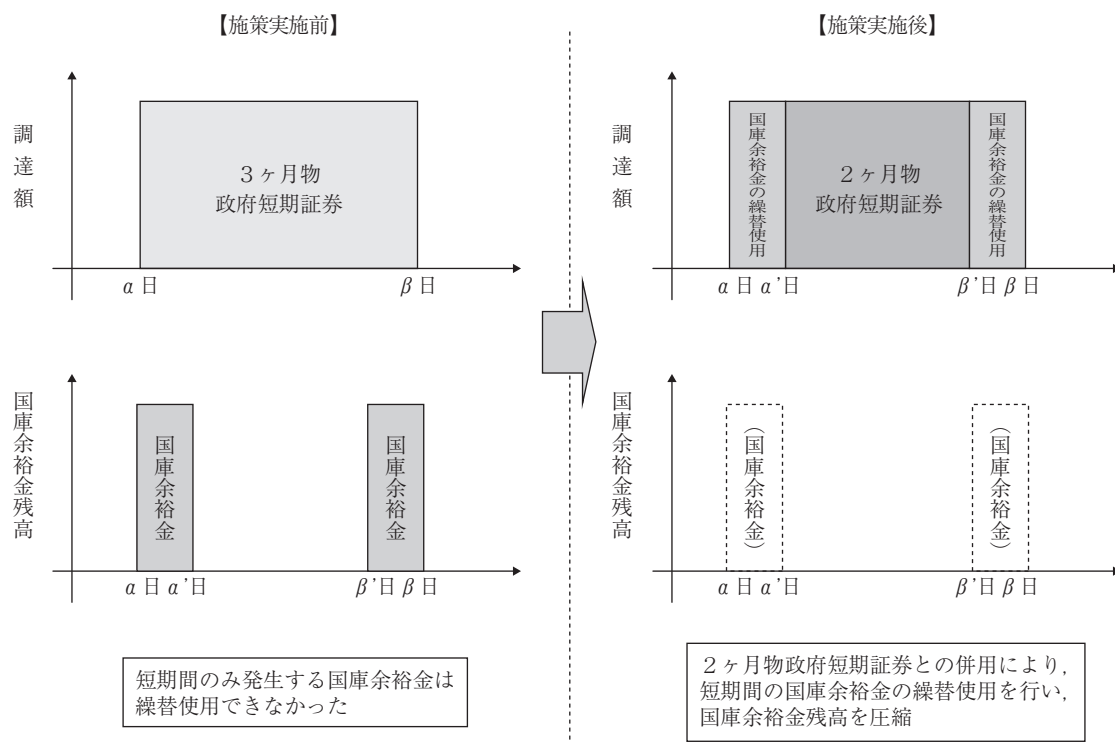 【施策実施前】
調達額
3ヶ月物
政府短期証券
α日
β日
国庫余裕金残高
国庫余裕金
国庫余裕金
α日 α'日
β'日 β日
短期間のみ発生する国庫余裕金は
繰替使用できなかった
【施策実施後】
調達額
国庫余裕金の繰替使用
2ヶ月物
政府短期証券
国庫余裕金の繰替使用
α日 α'日
β'日 β日
国庫余裕金残高
(国庫余裕金)
(国庫余裕金)
α日 α'日
β'日 β日
2ヶ月物政府短期証券との併用により,
短期間の国庫余裕金の繰替使用を行い,
国庫余裕金残高を圧縮